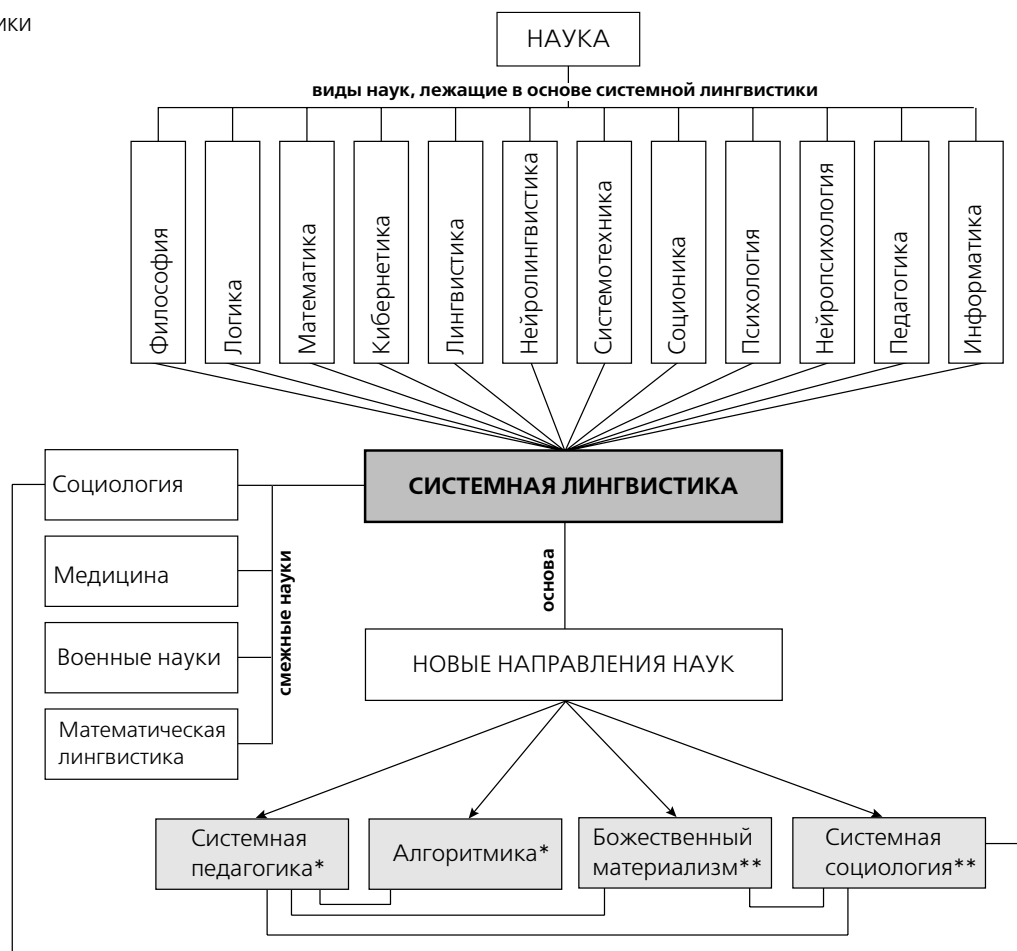 ики
НАУКА
виды наук, лежащие в основе системной лингвистики
Философия
Логика
Математика
Кибернетика
Лингвистика
Нейролингвистика
Системотехника
Соционика
Психология
Нейропсихология
Педагогика
Информатика
СИСТЕМНАЯ ЛИНГВИСТИКА
Социология
Медицина
Военные науки
Математическая
лингвистика
смежные науки
основа
НОВЫЕ НАПРАВЛЕНИЯ НАУК
Системная
педагогика*
Алгоритмика*
Божественный
материализм**
Системная
социология**